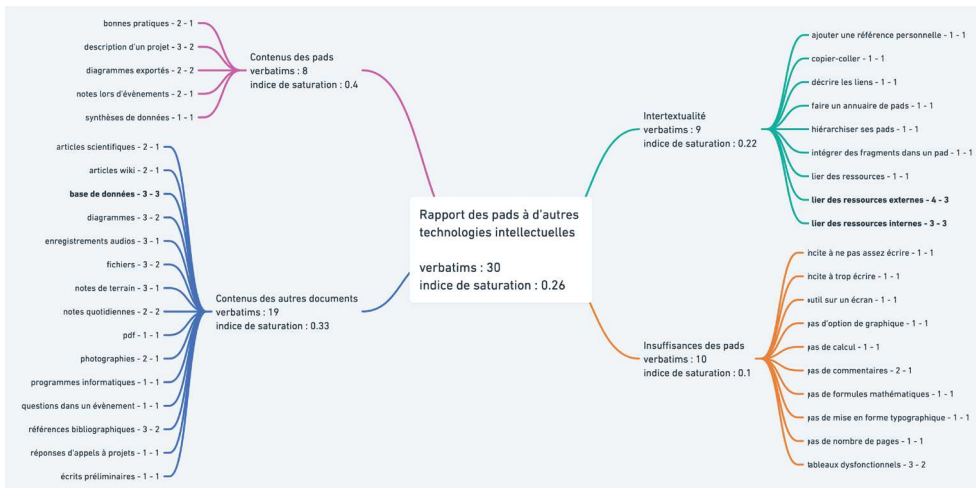 bonnes pratiques - 2 - 1
description d'un projet - 3 - 2
diagrammes exportés - 2 - 2
notes lors d'évènements - 2 - 1
synthèses de données - 1 - 1
Contenus des pads
verbatims : 8
indice de saturation : 0.4
articles scientifiques - 2 - 1
articles wiki - 2 - 1
base de données - 3 - 3
diagrammes - 3 - 2
enregistrements audios - 3 - 1
fichiers - 3 - 2
notes de terrain - 3 - 1
notes quotidiennes - 2 - 2
pdf - 1 - 1
photographies - 2 - 1
programmes informatiques - 1 - 1
questions dans un évènement - 1 - 1
références bibliographiques - 3 - 2
réponses d'appels à projets - 1 - 1
écrits préliminaires - 1 - 1
Contenus des autres documents
verbatims : 19
indice de saturation : 0.33
Rapport des pads à d'autres
technologies intellectuelles
verbatims : 30
indice de saturation : 0.26
Intertextualité
verbatims : 9
indice de saturation : 0.22
ajouter une référence personnelle - 1 - 1
copier-coller - 1 - 1
décrire les liens - 1 - 1
faire un annuaire de pads - 1 - 1
hiérarchiser ses pads - 1 - 1
intégrer des fragments dans un pad - 1 - 1
lier des ressources - 1 - 1
lier des ressources externes - 4 - 3
lier des ressources internes - 3 - 3
Insuffisances des pads
verbatims : 10
indice de saturation : 0.1
incite à ne pas assez écrire - 1 - 1
incite à trop écrire - 1 - 1
outil sur un écran - 1 - 1
pas d'option de graphique - 1 - 1
pas de calcul - 1 - 1
pas de commentaires - 2 - 1
pas de formules mathématiques - 1 - 1
pas de mise en forme typographique - 1 - 1
pas de nombre de pages - 1 - 1
tableaux dysfonctionnels - 3 - 2